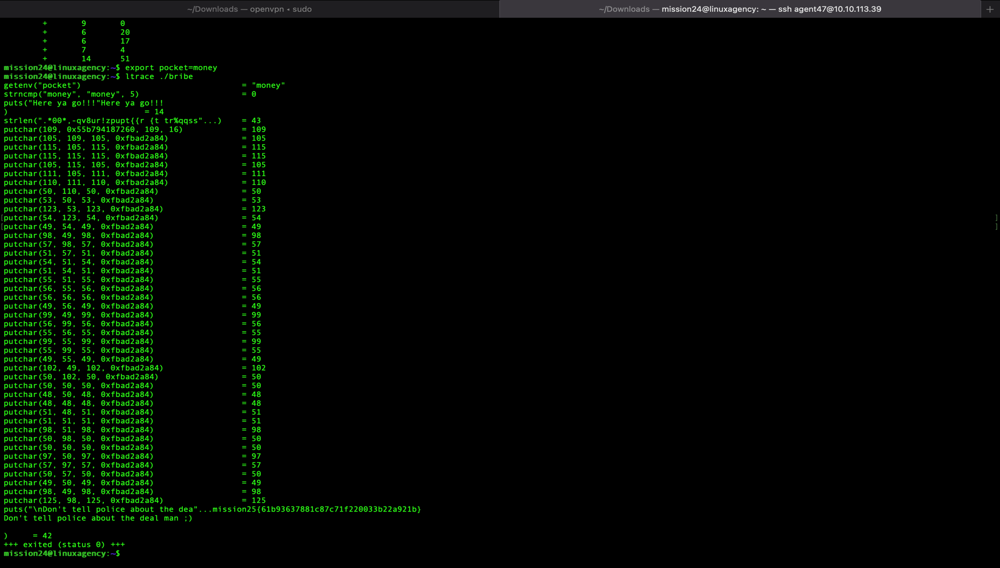 ~/Downloads — openvpn ◂ sudo
~/Downloads — mission24@linuxagency: ~ — ssh agent47@10.10.113.39
+ 9 0
+ 6 20
+ 6 17
+ 7 4
+ 14 51
mission24@linuxagency:~$ export pocket=money
mission24@linuxagency:~$ ltrace ./bribe
getenv("pocket") = "money"
strncmp("money", "money", 5) = 0
puts("Here ya go!!!"Here ya go!!!
) = 14
strlen(".*00*,-qv8ur!zpupt{{r {t tr%qqss"...) = 43
putchar(109, 0x55b794187260, 109, 16) = 109
putchar(105, 109, 105, 0xfbad2a84) = 105
putchar(115, 105, 115, 0xfbad2a84) = 115
putchar(115, 115, 115, 0xfbad2a84) = 115
putchar(105, 115, 105, 0xfbad2a84) = 105
putchar(111, 105, 111, 0xfbad2a84) = 111
putchar(110, 111, 110, 0xfbad2a84) = 110
putchar(50, 110, 50, 0xfbad2a84) = 50
putchar(53, 50, 53, 0xfbad2a84) = 53
putchar(123, 53, 123, 0xfbad2a84) = 123
[putchar(54, 123, 54, 0xfbad2a84) = 54 ]
[putchar(49, 54, 49, 0xfbad2a84) = 49 ]
putchar(98, 49, 98, 0xfbad2a84) = 98
putchar(57, 98, 57, 0xfbad2a84) = 57
putchar(51, 57, 51, 0xfbad2a84) = 51
putchar(54, 51, 54, 0xfbad2a84) = 54
putchar(51, 54, 51, 0xfbad2a84) = 51
putchar(55, 51, 55, 0xfbad2a84) = 55
putchar(56, 55, 56, 0xfbad2a84) = 56
putchar(56, 56, 56, 0xfbad2a84) = 56
putchar(49, 56, 49, 0xfbad2a84) = 49
putchar(99, 49, 99, 0xfbad2a84) = 99
putchar(56, 99, 56, 0xfbad2a84) = 56
putchar(55, 56, 55, 0xfbad2a84) = 55
putchar(99, 55, 99, 0xfbad2a84) = 99
putchar(55, 99, 55, 0xfbad2a84) = 55
putchar(49, 55, 49, 0xfbad2a84) = 49
putchar(102, 49, 102, 0xfbad2a84) = 102
putchar(50, 102, 50, 0xfbad2a84) = 50
putchar(50, 50, 50, 0xfbad2a84) = 50
putchar(48, 50, 48, 0xfbad2a84) = 48
putchar(48, 48, 48, 0xfbad2a84) = 48
putchar(51, 48, 51, 0xfbad2a84) = 51
putchar(51, 51, 51, 0xfbad2a84) = 51
putchar(98, 51, 98, 0xfbad2a84) = 98
putchar(50, 98, 50, 0xfbad2a84) = 50
putchar(50, 50, 50, 0xfbad2a84) = 50
putchar(97, 50, 97, 0xfbad2a84) = 97
putchar(57, 97, 57, 0xfbad2a84) = 57
putchar(50, 57, 50, 0xfbad2a84) = 50
putchar(49, 50, 49, 0xfbad2a84) = 49
putchar(98, 49, 98, 0xfbad2a84) = 98
putchar(125, 98, 125, 0xfbad2a84) = 125
puts("\nDon't tell police about the dea"...mission25{61b93637881c87c71f220033b22a921b}
Don't tell police about the deal man ;)
) = 42
+++ exited (status 0) +++
mission24@linuxagency:~$